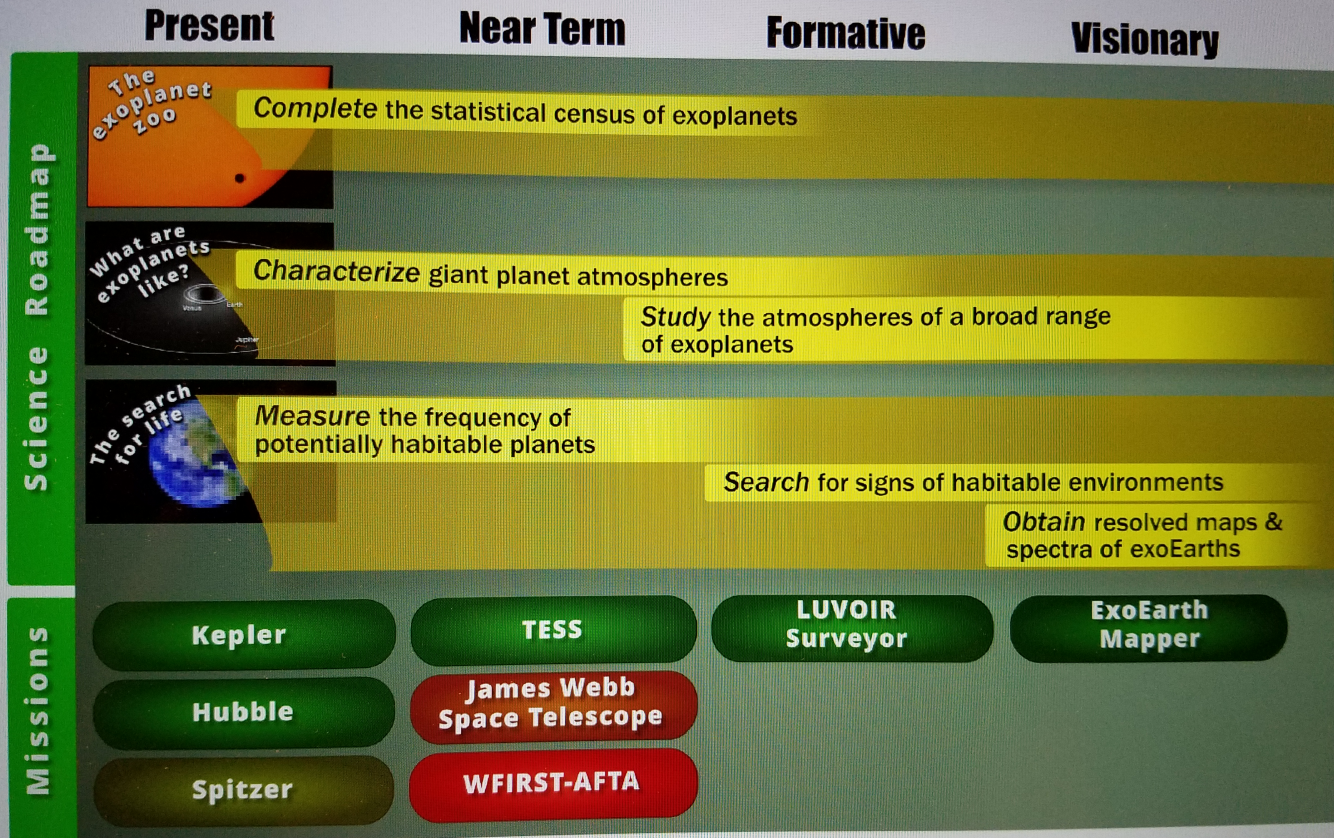 Present
Near Term
Formative
Visionary
Science Roadmap
The
exoplanet
zoo
Complete the statistical census of exoplanets
What are
exoplanets
like?
Venus
Earth
Jupiter
Characterize giant planet atmospheres
Study the atmospheres of a broad range
of exoplanets
The search
for life
Measure the frequency of
potentially habitable planets
Search for signs of habitable environments
Obtain resolved maps &
spectra of exoEarths
Missions
Kepler
TESS
LUVOIR
Surveyor
ExoEarth
Mapper
Hubble
James Webb
Space Telescope
Spitzer
WFIRST-AFTA